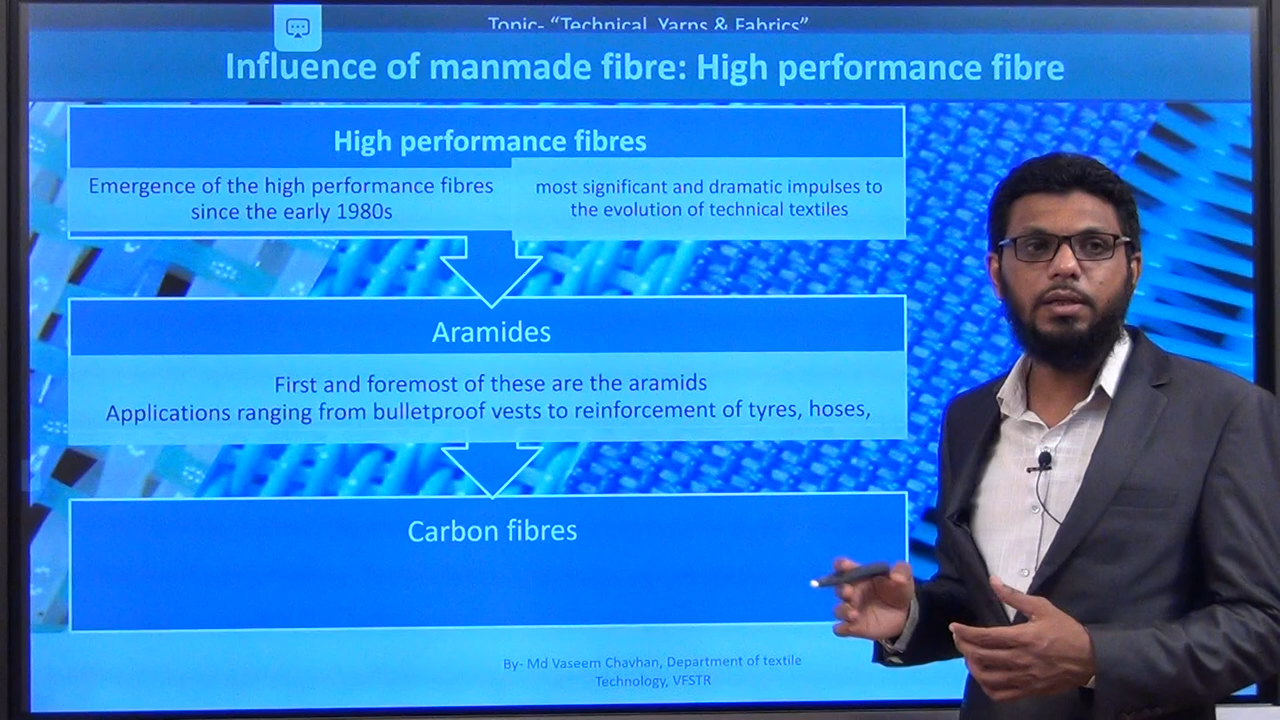 Topic- “Technical Yarns & Fabrics”
Influence of manmade fibre: High performance fibre
High performance fibres
Emergence of the high performance fibres
since the early 1980s
most significant and dramatic impulses to
the evolution of technical textiles
Aramides
First and foremost of these are the aramids
Applications ranging from bulletproof vests to reinforcement of tyres, hoses,
Carbon fibres
By- Md Vaseem Chavhan, Department of textile
Technology, VFSTR